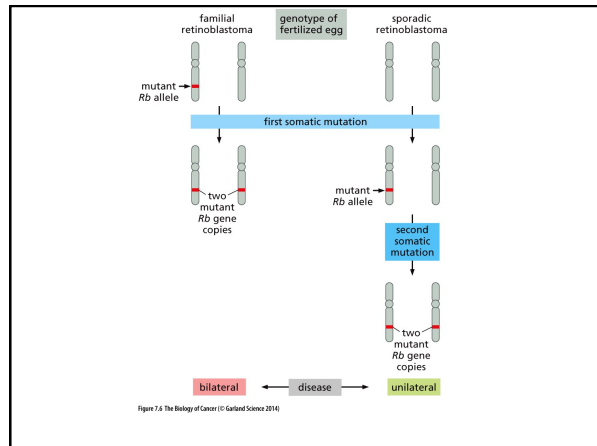 familial
retinoblastoma
genotype of
fertilized egg
sporadic
retinoblastoma
mutant
Rb allele
first somatic mutation
two
mutant
Rb gene
copies
mutant
Rb allele
second
somatic
mutation
two
mutant
Rb gene
copies
bilateral
disease
unilateral
Figure 7.6 The Biology of Cancer (© Garland Science 2014)